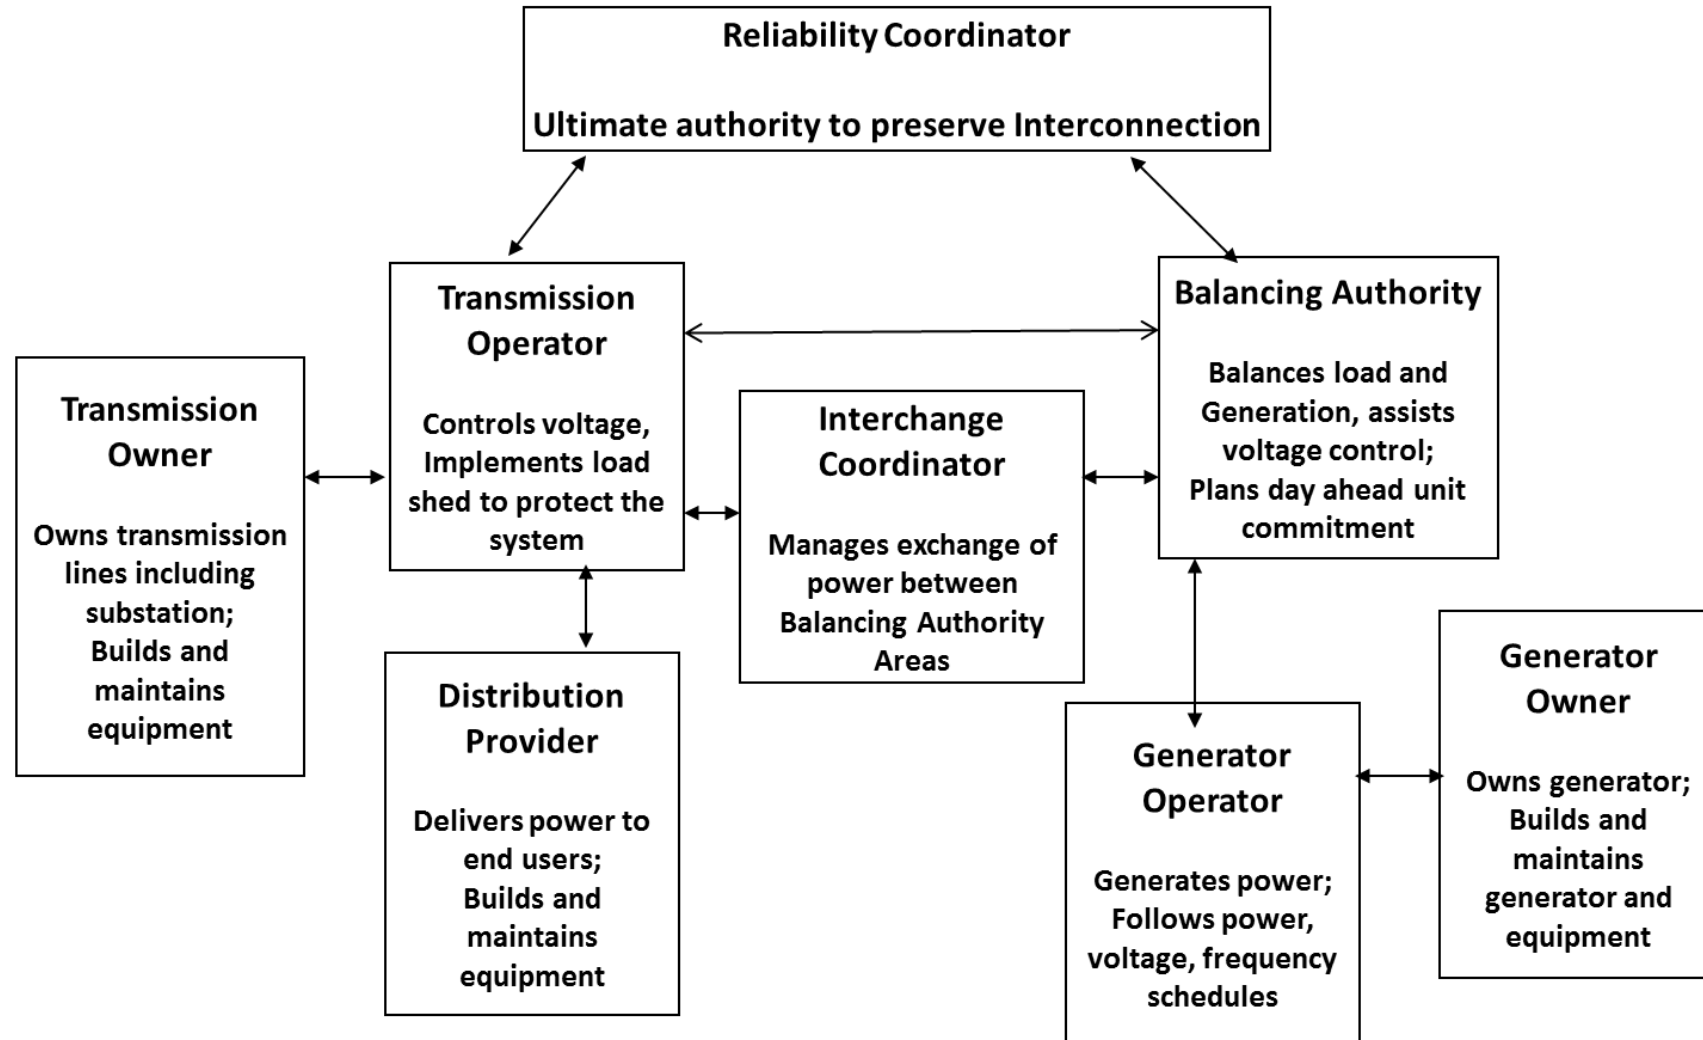 Reliability Coordinator
Ultimate authority to preserve Interconnection
Transmission
Operator
Controls voltage,
Implements load
shed to protect the
system
Balancing Authority
Balances load and
Generation, assists
voltage control;
Plans day ahead unit
commitment
Transmission
Owner
Owns transmission
lines including
substation;
Builds and
maintains
equipment
Interchange
Coordinator
Manages exchange of
power between
Balancing Authority
Areas
Distribution
Provider
Delivers power to
end users;
Builds and
maintains
equipment
Generator
Operator
Generates power;
Follows power,
voltage, frequency
schedules
Generator
Owner
Owns generator;
Builds and
maintains
generator and
equipment